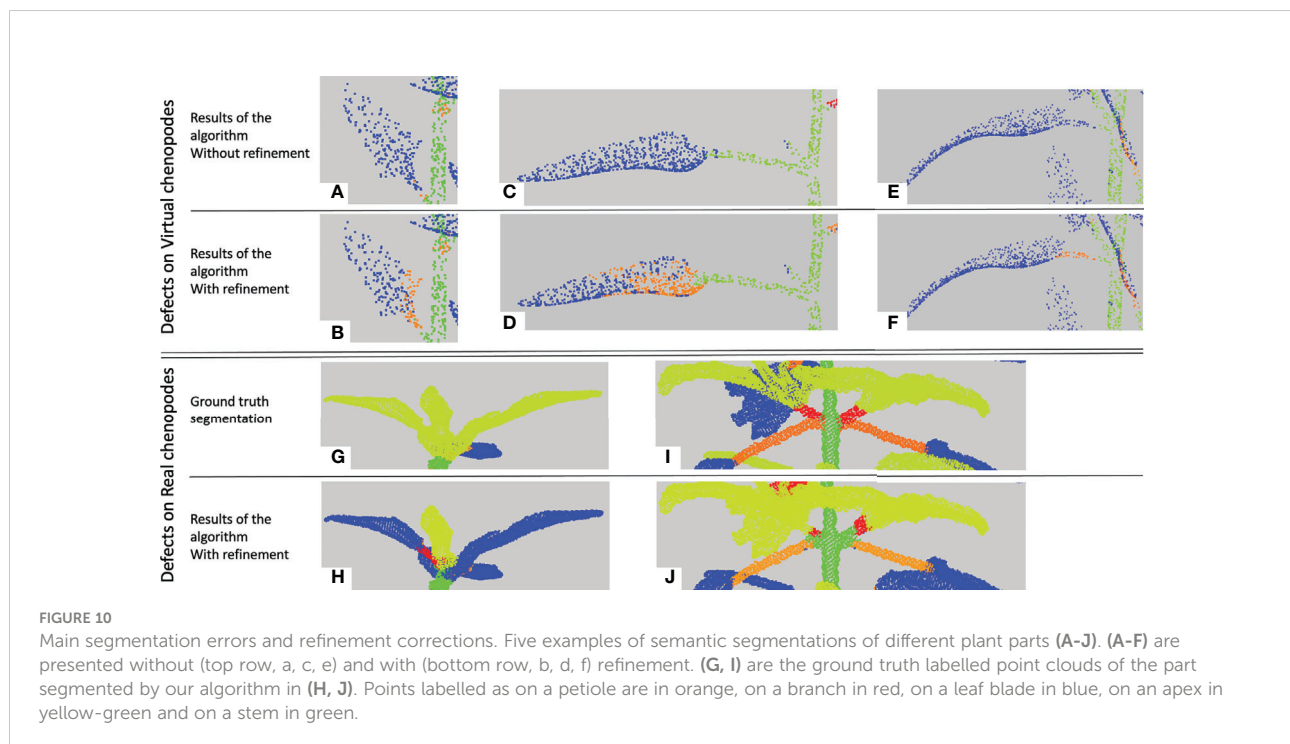 Defects on Virtual chenopodes
Results of the
algorithm
Without refinement
A
C
E
Results of the
algorithm
With refinement
B
D
F
Defects on Real chenopodes
Ground truth
segmentation
G
I
Results of the
algorithm
With refinement
H
J
FIGURE 10
Main segmentation errors and refinement corrections. Five examples of semantic segmentations of different plant parts (A-J). (A-F) are
presented without (top row, a, c, e) and with (bottom row, b, d, f) refinement. (G, I) are the ground truth labelled point clouds of the part
segmented by our algorithm in (H, J). Points labelled as on a petiole are in orange, on a branch in red, on a leaf blade in blue, on an apex in
yellow-green and on a stem in green.